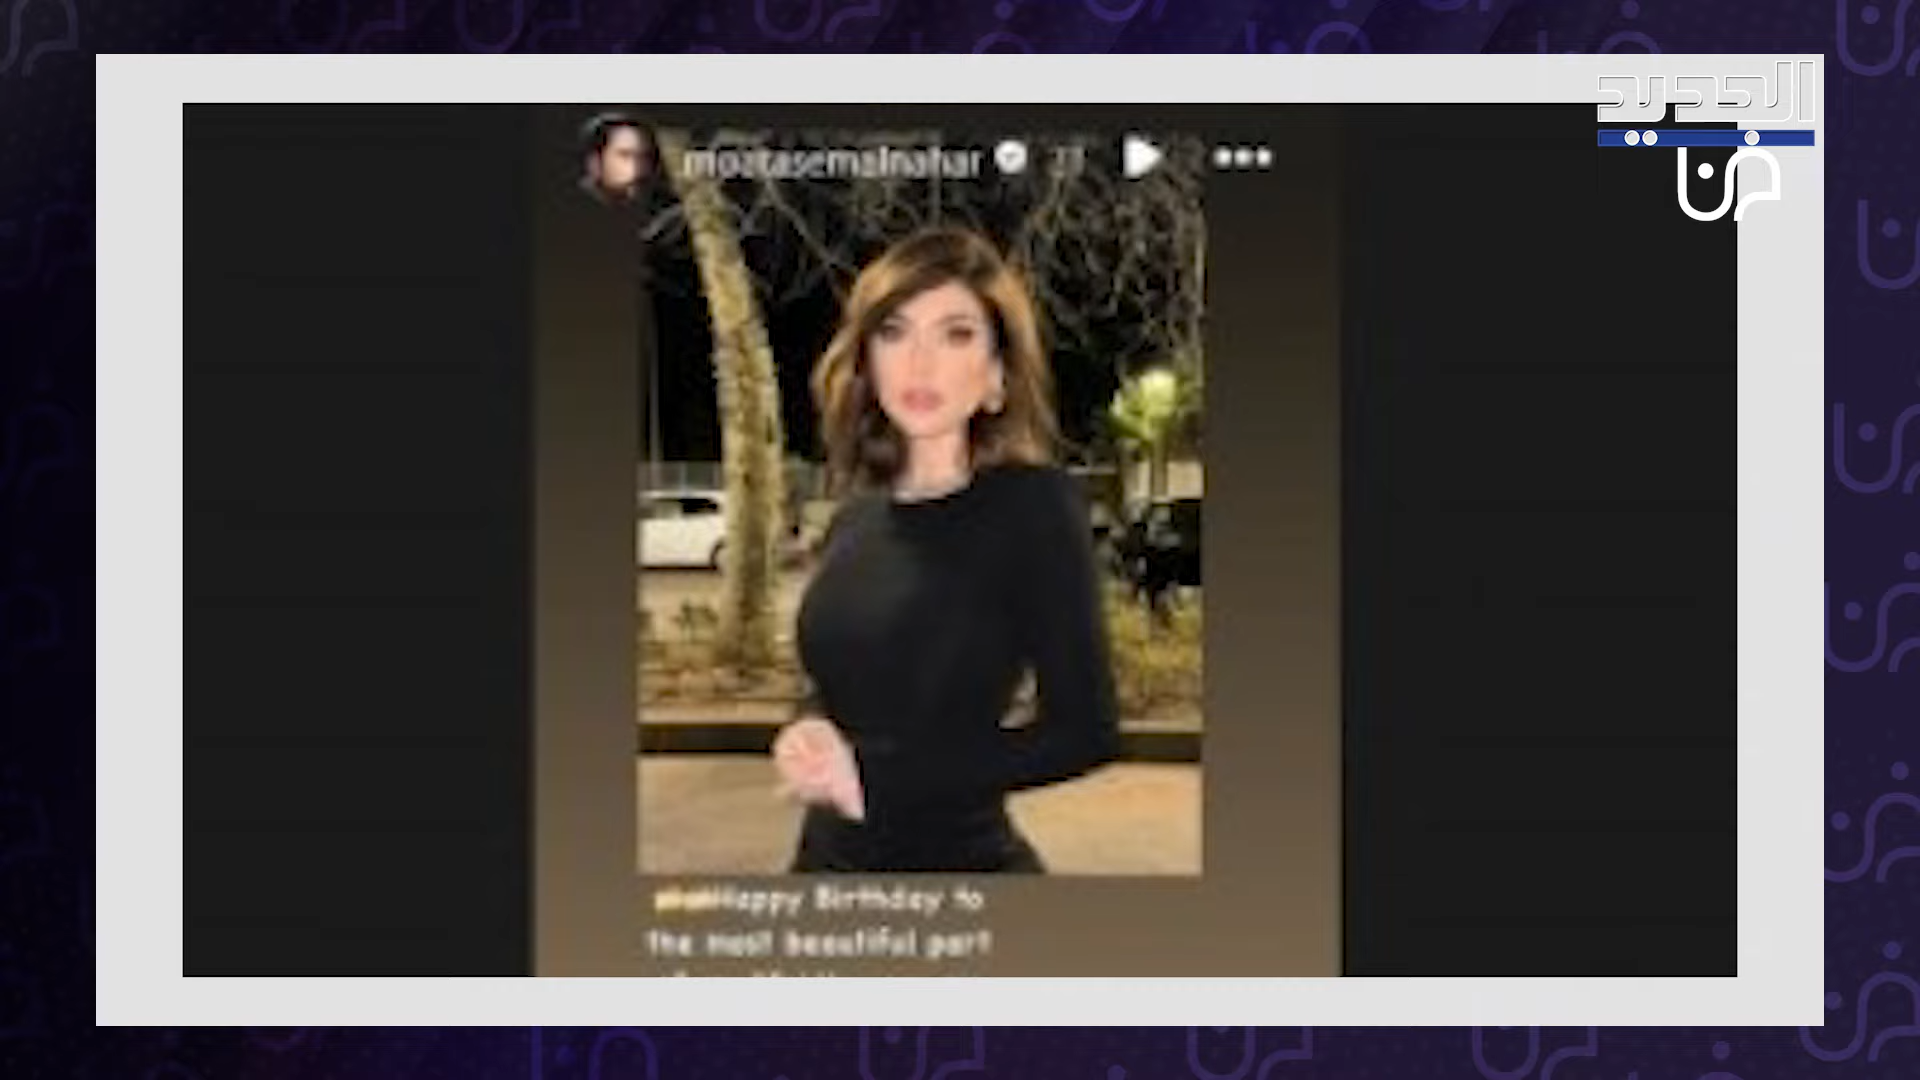 الجديد
فن
moatasemalnahar
Happy Birthday to
the most beautiful part